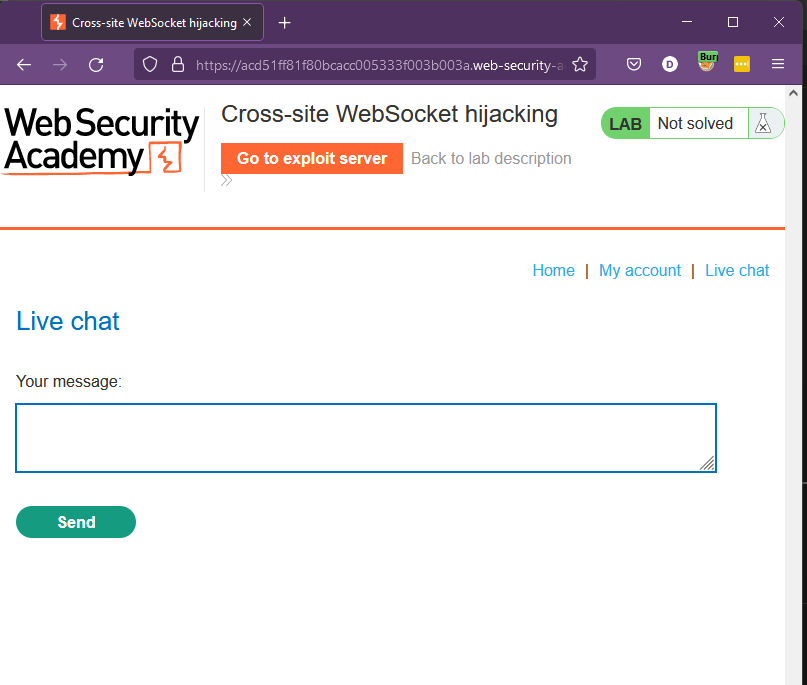 Cross-site WebSocket hijacking
https://acd51ff81f80bcacc005333f003b003a.web-security-a
D
Bur
Web Security
Academy
Cross-site WebSocket hijacking
LAB Not solved
Go to exploit server Back to lab description
Home | My account | Live chat
Live chat
Your message:
Send